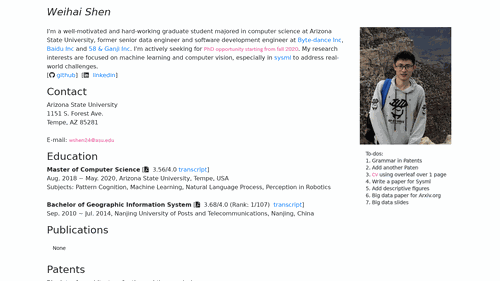 Weihai Shen
I'm a well-motivated and hard-working graduate student majored in computer science at Arizona
State University, former senior data engineer and software development engineer at Byte-dance Inc,
Baidu Inc and 58 & Ganji Inc. I'm actively seeking for PhD opportunity starting from fall 2020. My research
interests are focused on machine learning and computer vision, especially in sysml to address real-
world challenges.
[github] [linkedin]
Contact
Arizona State University
1151 S. Forest
Tempe, AZ 85281
E-mail: weihan24@asu.edu
Education
Master of Computer Science [ 3.56/4.0 transcript]
Aug. 2018 − May. 2020, Arizona State University, Tempe, USA
Subjects: Pattern Cognition, Machine Learning, Natural Language Process, Perception in Robotics
Bachelor of Geographic Information System [ 3.68/4.0 (Rank: 1/107) transcript]
Sep. 2010 − Jul. 2014, Nanjing University of Posts and Telecommunications, Nanjing, China
Publications
None
Patents
To-dos:
1. Grammar in Patents
2. Add another Paten
3. CV using overleaf over 1 page
4. Write a paper for Sysml
5. Add descriptive figures
6. Big data paper for Arxiv.org
7. Big data slides